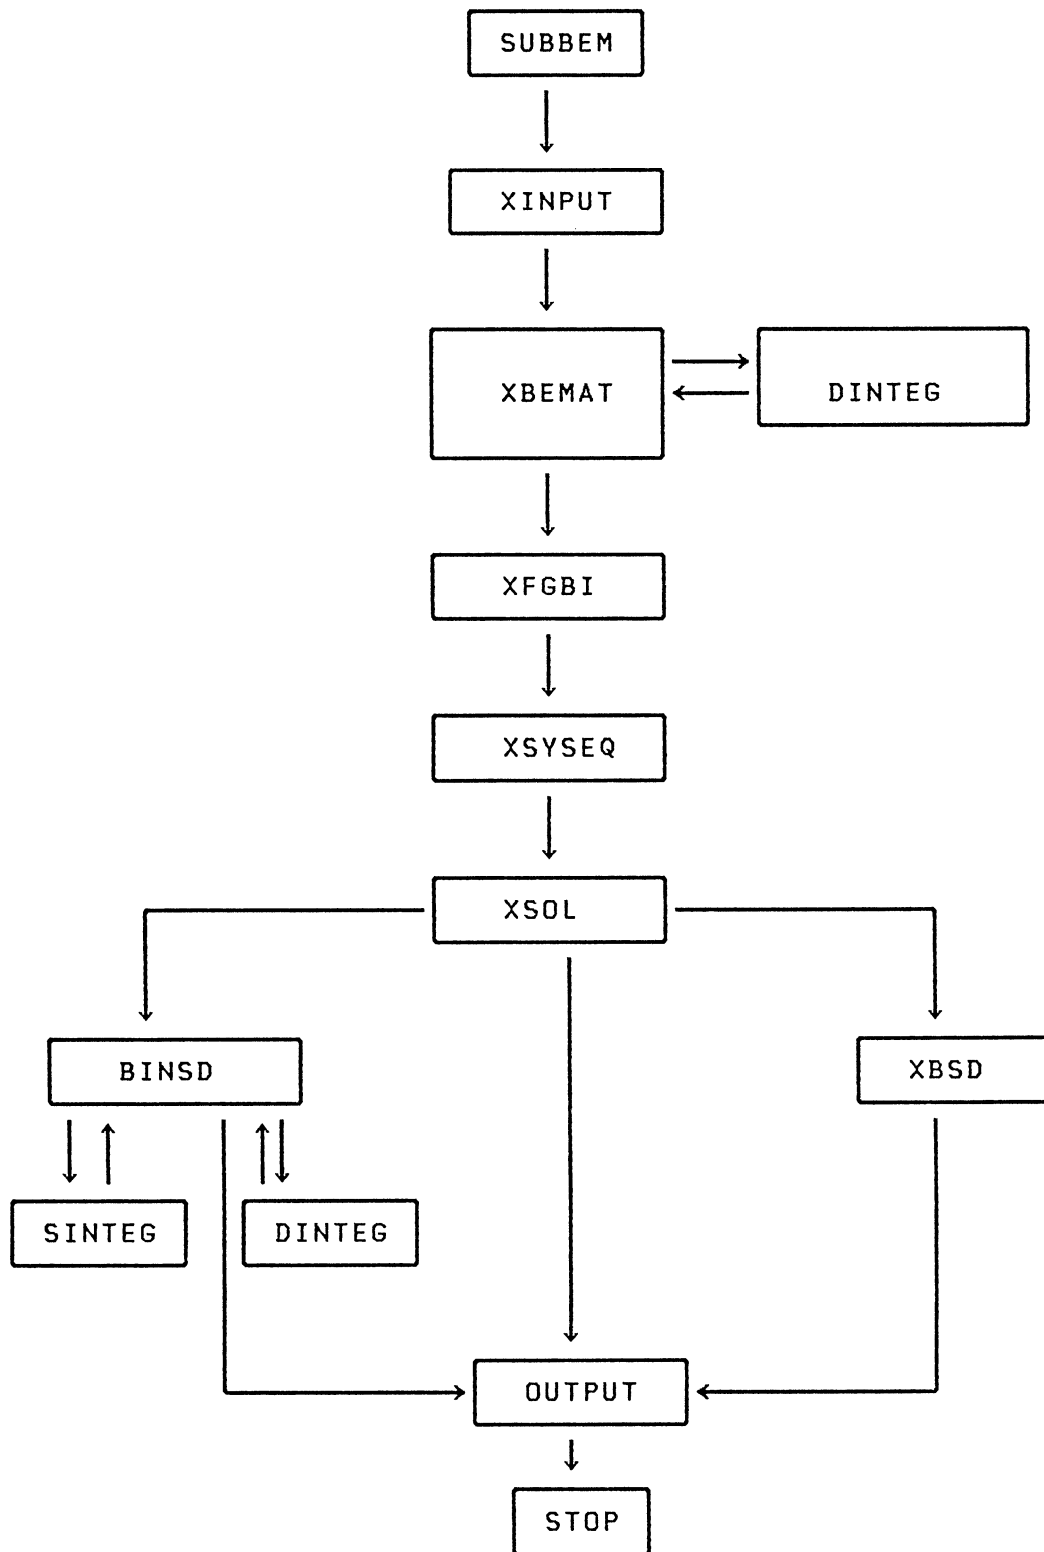 SUBBEM
XINPUT
XBEMAT
DINTEG
XFGBI
XSYSEQ
XSOL
BINSD
XBSD
SINTEG
DINTEG
OUTPUT
STOP